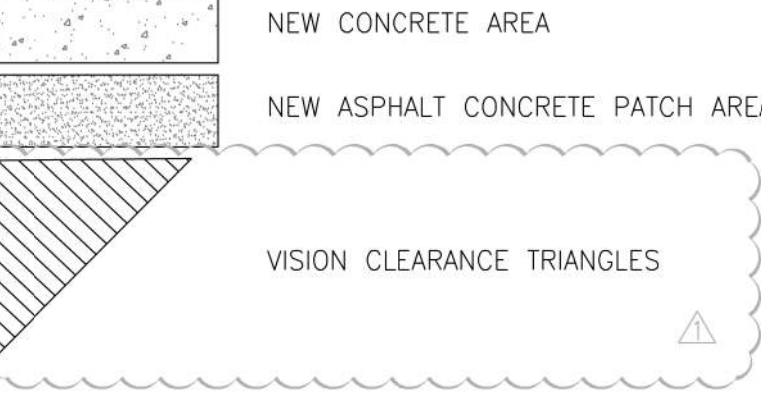 NEW CONCRETE AREA
NEW ASPHALT CONCRETE PATCH AREA
VISION CLEARANCE TRIANGLES
1